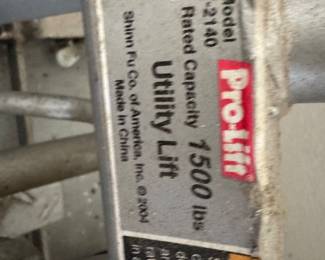 Pro-Lift
Model
-2140
Rated Capacity 1500 lbs
Utility Lift
Shinn Fu Co. of America, Inc. © 2004
Made in China